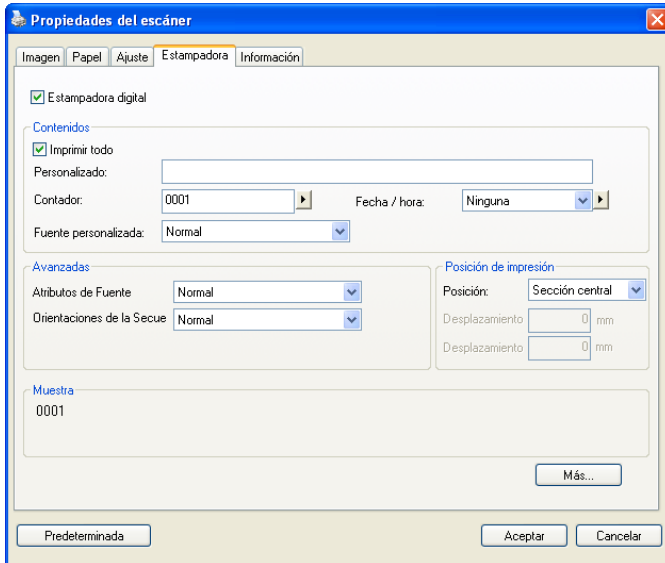 Propiedades del escáner
Imagen Papel Ajuste Estampadora Información
Estampadora digital
Contenidos
Imprimir todo
Personalizado:
Contador: 0001 Fecha / hora: Ninguna
Fuente personalizada: Normal
Avanzadas
Atributos de Fuente Normal
Orientaciones de la Secue Normal
Posición de impresión
Posición: Sección central
Desplazamiento 0 mm
Desplazamiento 0 mm
Muestra
0001
Más...
Predeterminada Aceptar Cancelar